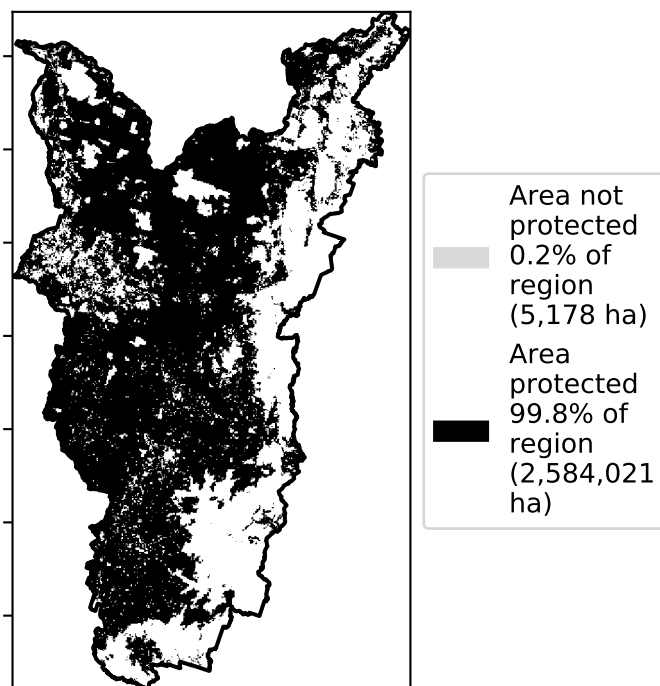 Area not
protected
0.2% of
region
(5,178 ha)
Area
protected
99.8% of
region
(2,584,021
ha)